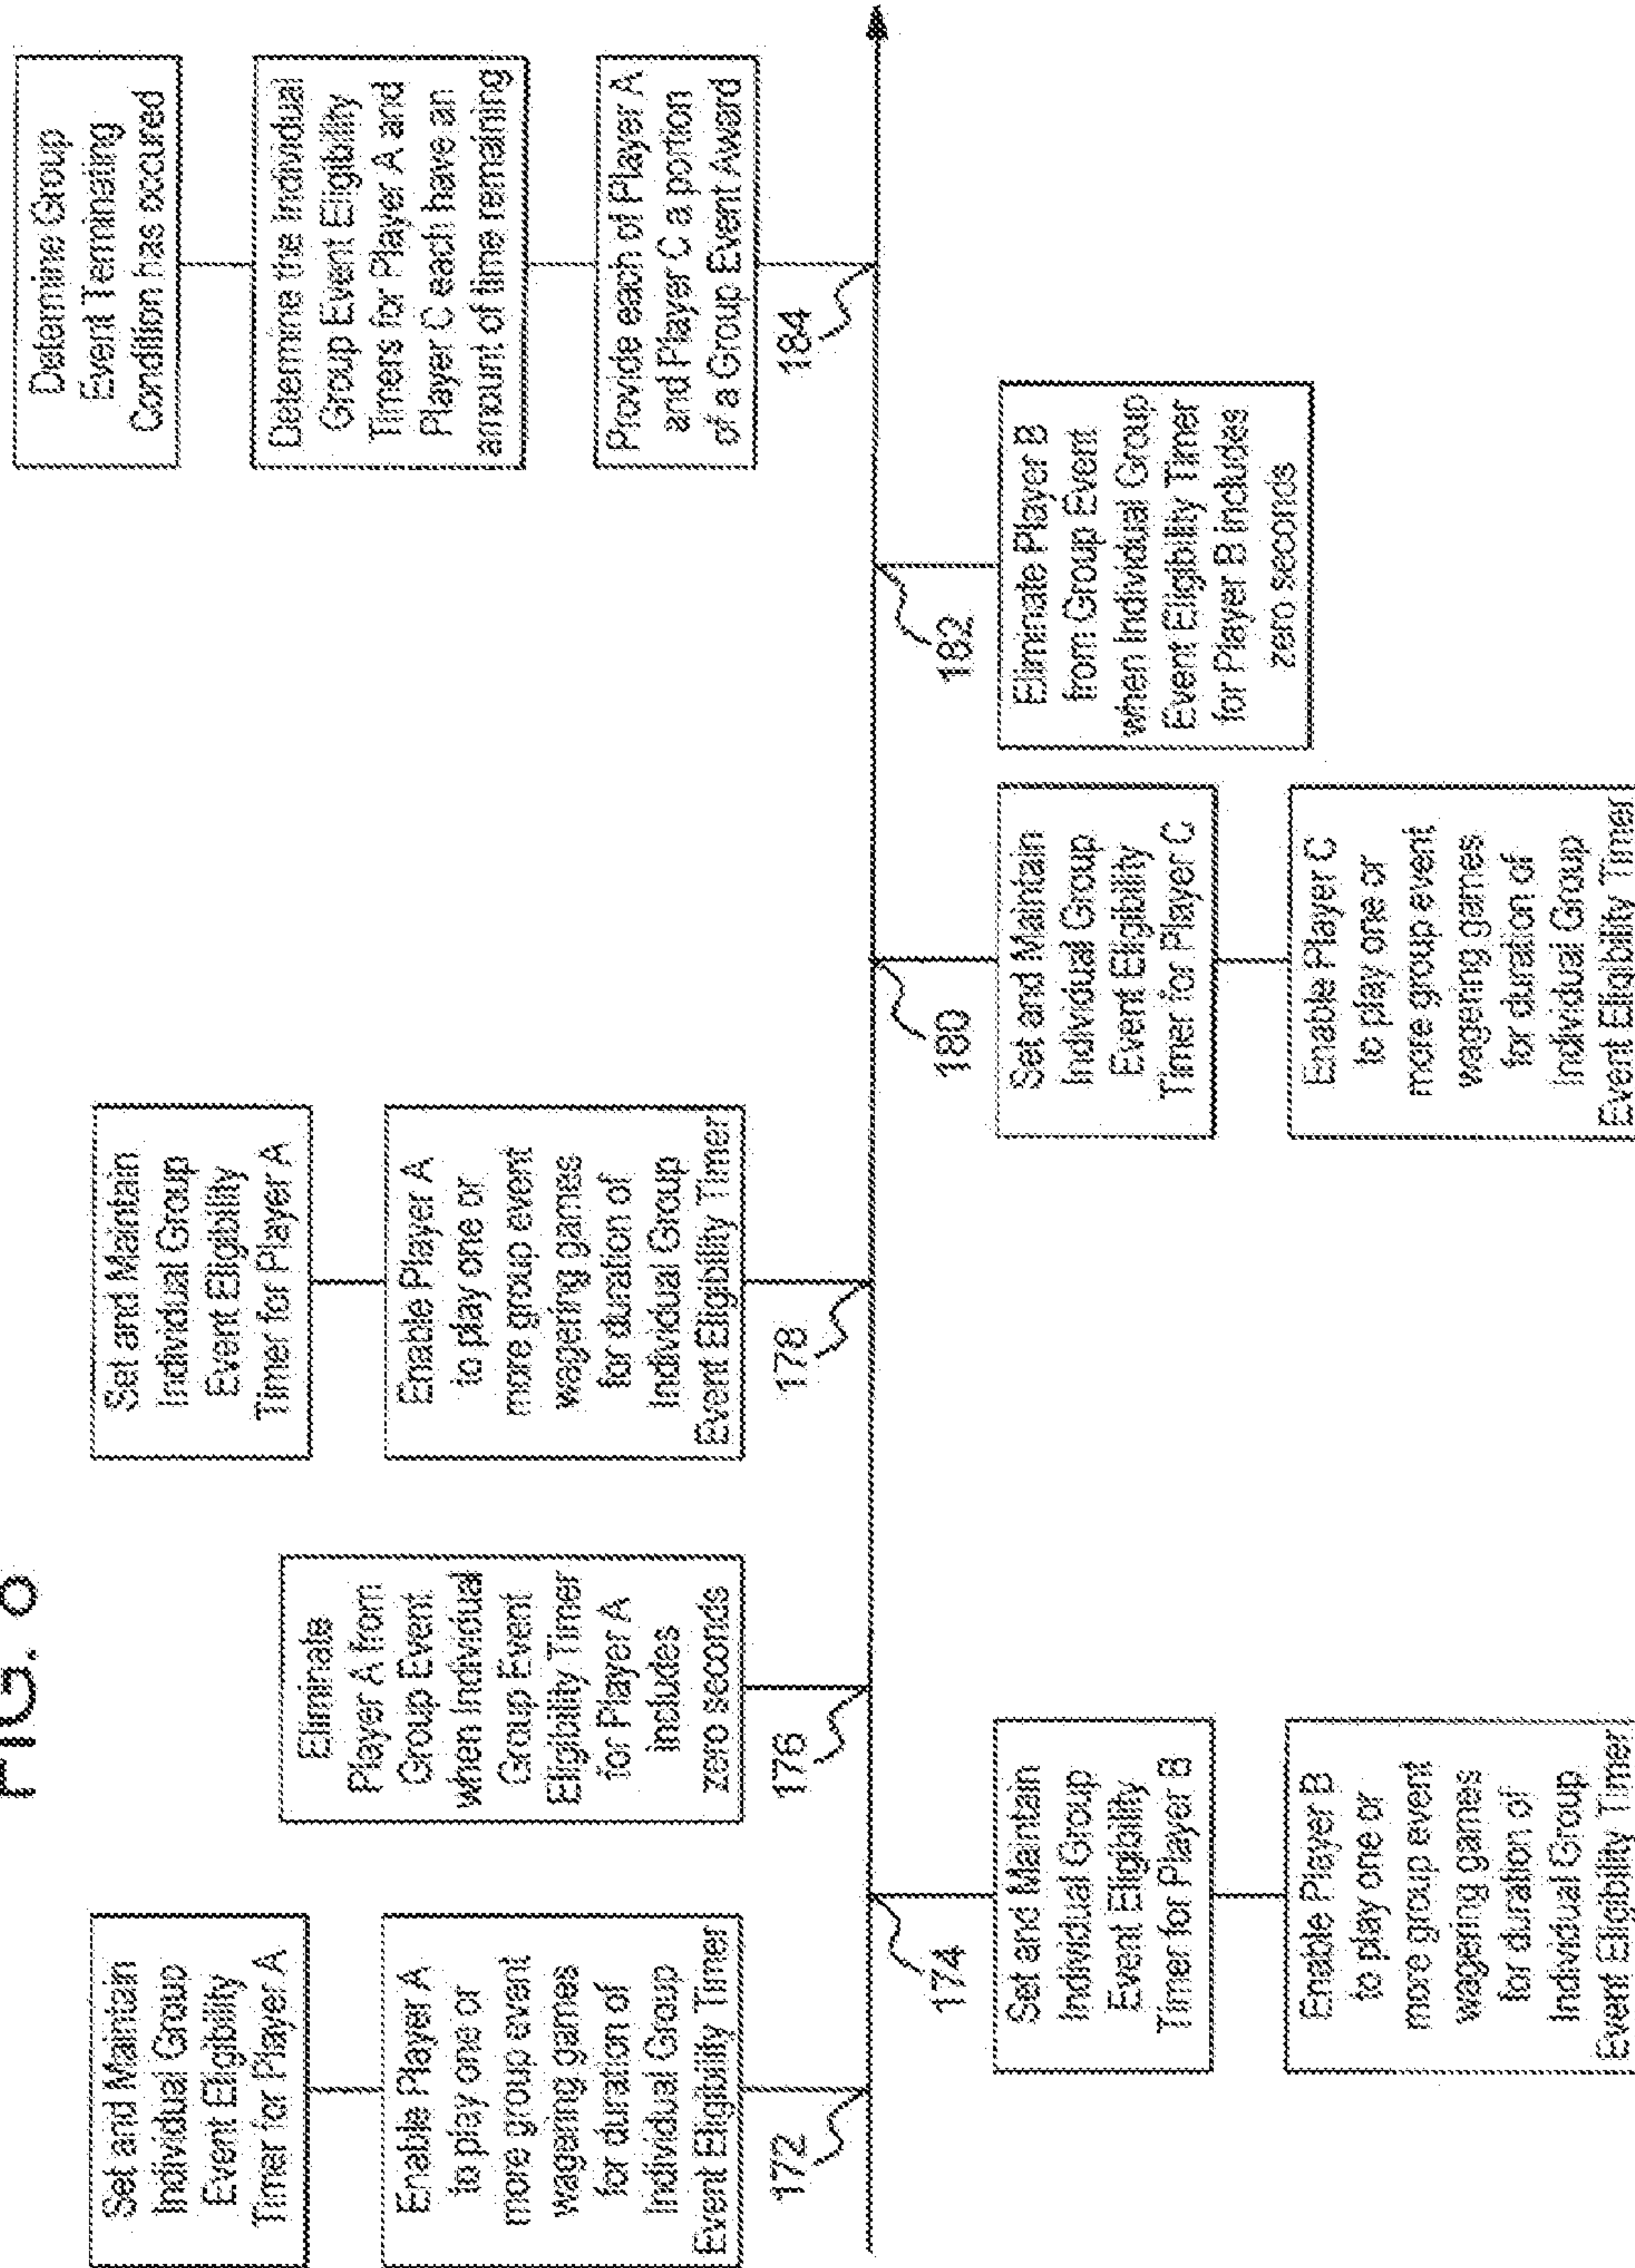 FIG. 6
Set and Maintain
Individual Group
Event Eligibility
Timer for Player A
Enable Player A
to play one or
more group event
wagering games
for duration of
Individual Group
Event Eligibility Timer
172
Set and Maintain
Individual Group
Event Eligibility
Timer for Player B
Enable Player B
to play one or
more group event
wagering games
for duration of
Individual Group
Event Eligibility Timer
174
Eliminate
Player A from
Group Event
when Individual
Group Event
Eligibility Timer
for Player A
includes
zero seconds
176
Set and Maintain
Individual Group
Event Eligibility
Timer for Player A
Enable Player A
to play one or
more group event
wagering games
for duration of
Individual Group
Event Eligibility Timer
178
Set and Maintain
Individual Group
Event Eligibility
Timer for Player C
Enable Player C
to play one or
more group event
wagering games
for duration of
Individual Group
Event Eligibility Timer
180
Eliminate Player B
from Group Event
when Individual Group
Event Eligibility Timer
for Player B includes
zero seconds
182
Determine Group
Event Terminating
Condition has occured
Determine the Individual
Group Event Eligibility
Timers for Player A and
Player C each have an
amount of time remaining
Provide each of Player A
and Player C a portion
of a Group Event Award
184